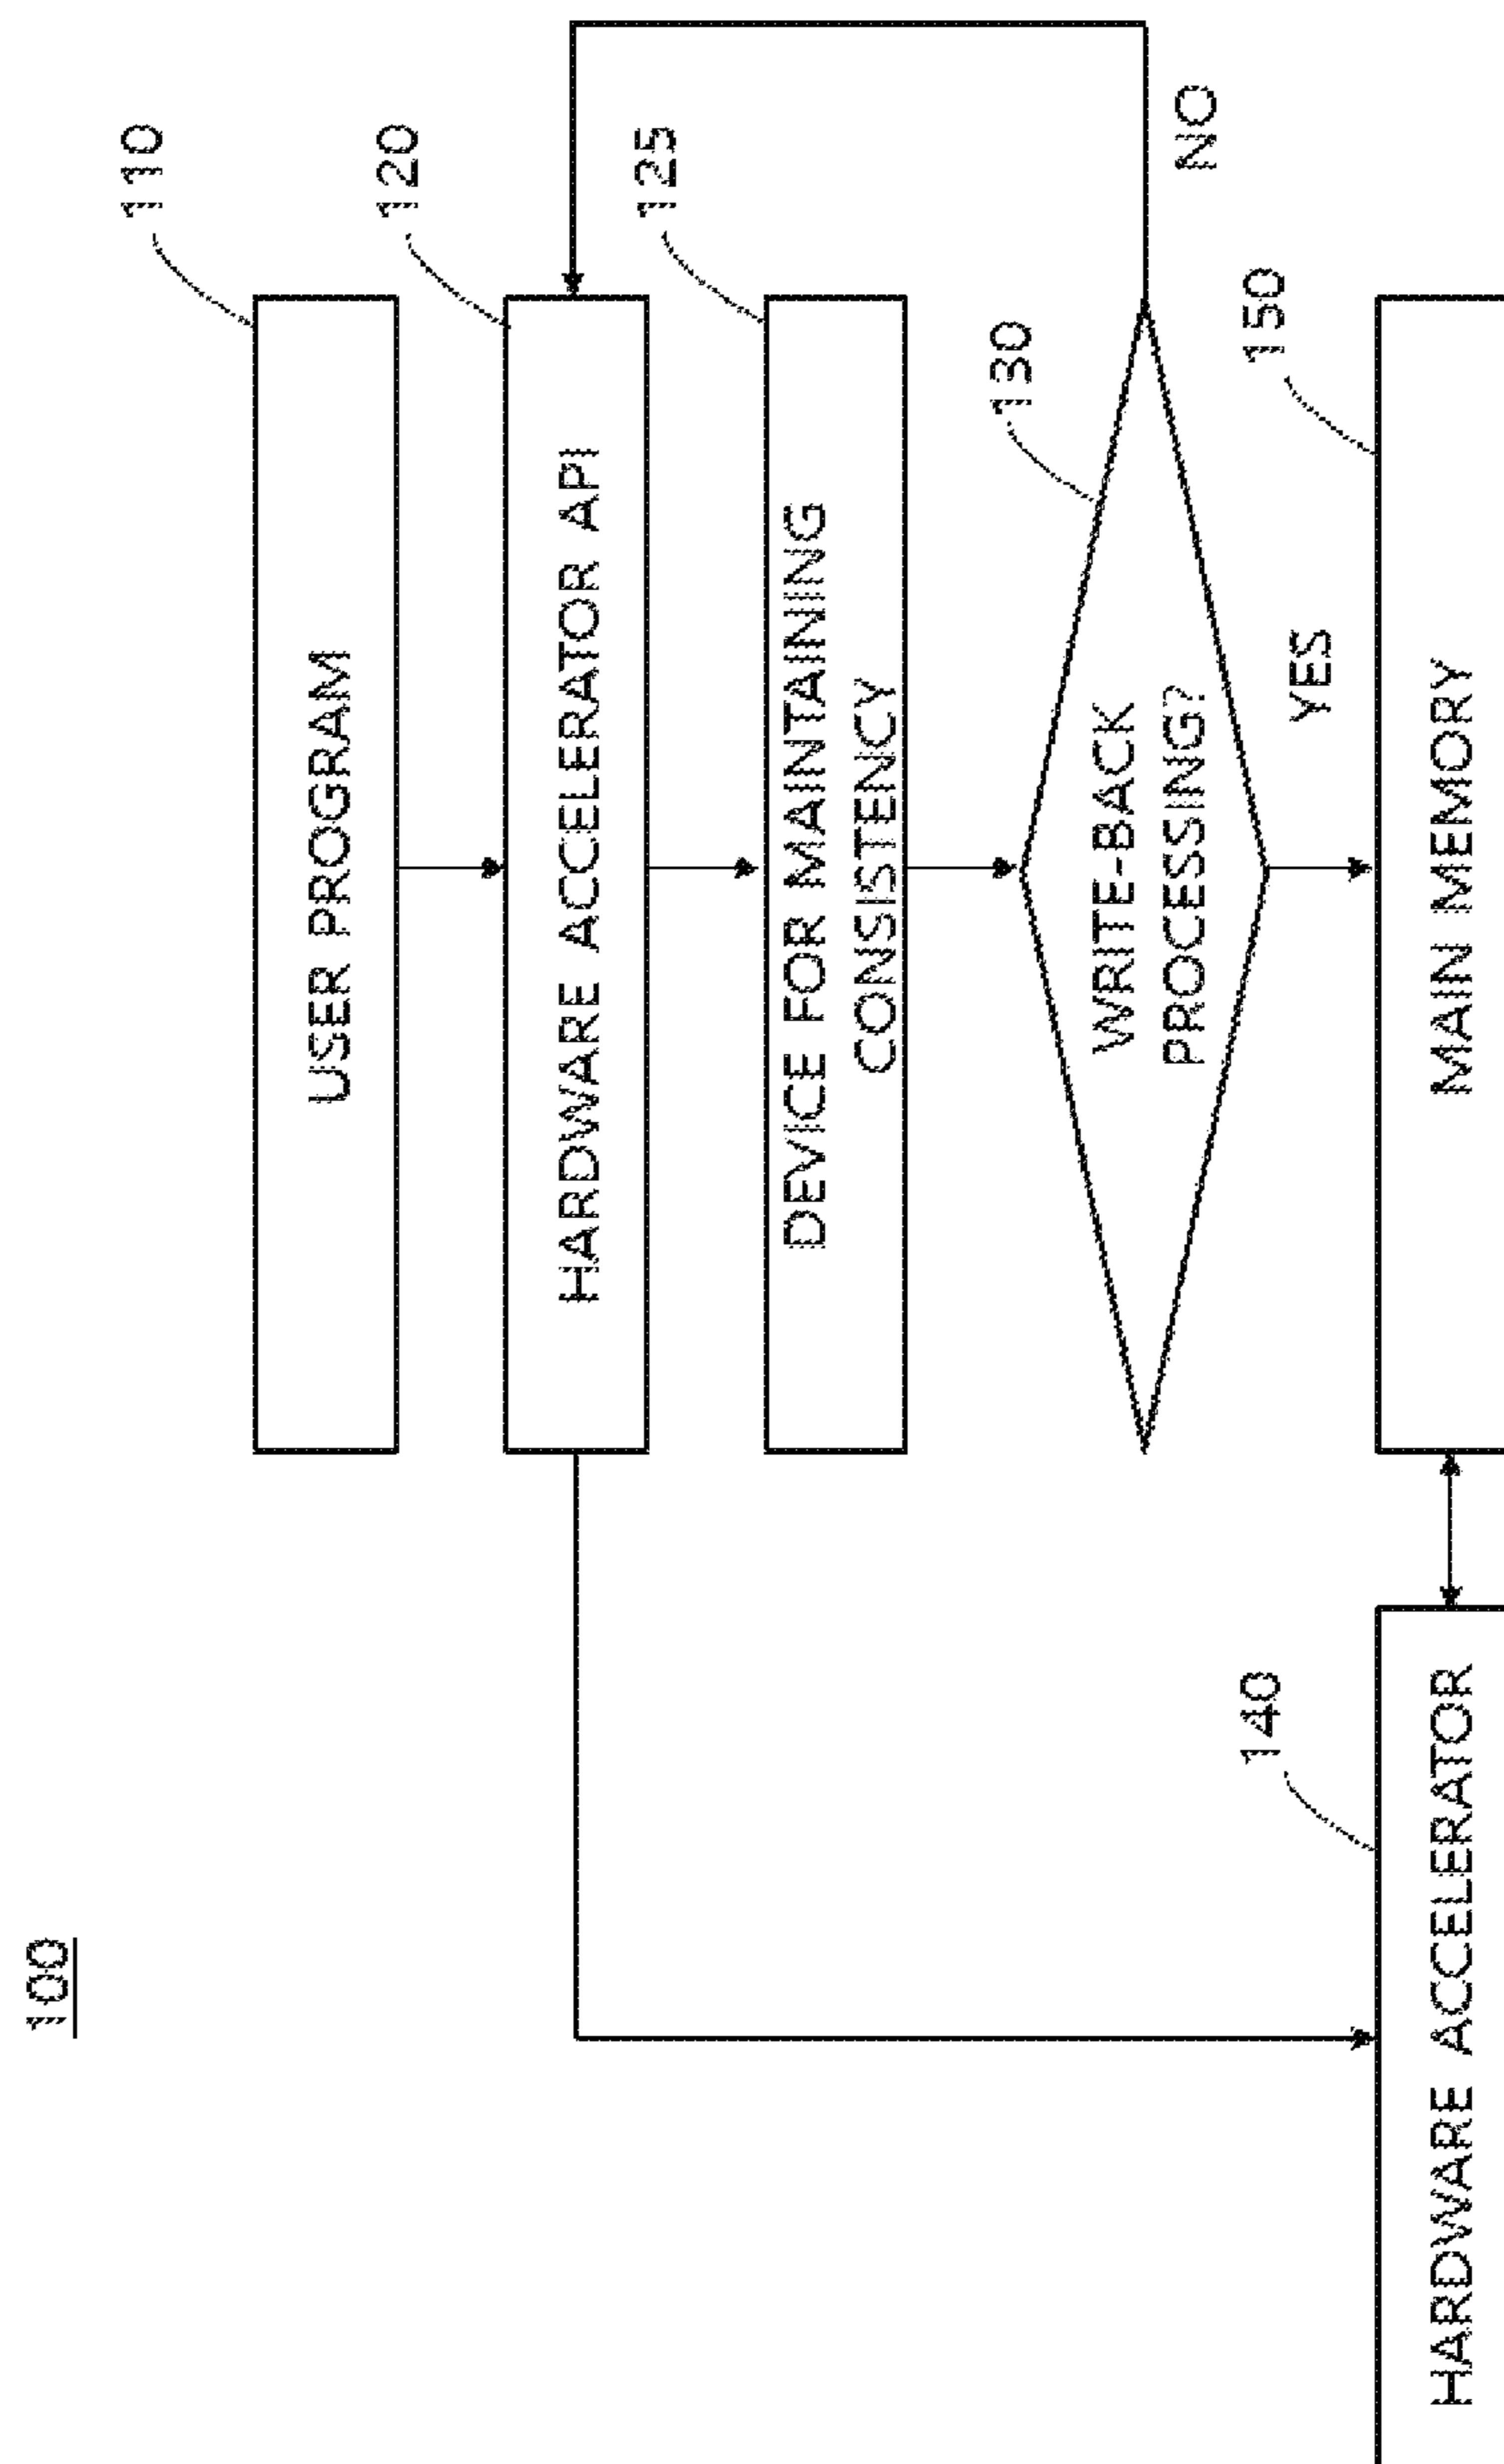 100
110
USER PROGRAM
120
HARDWARE ACCELERATOR API
125
DEVICE FOR MAINTAINING
CONSISTENCY
130
WRITE-BACK
PROCESSING?
NO
YES
140
HARDWARE ACCELERATOR
150
MAIN MEMORY